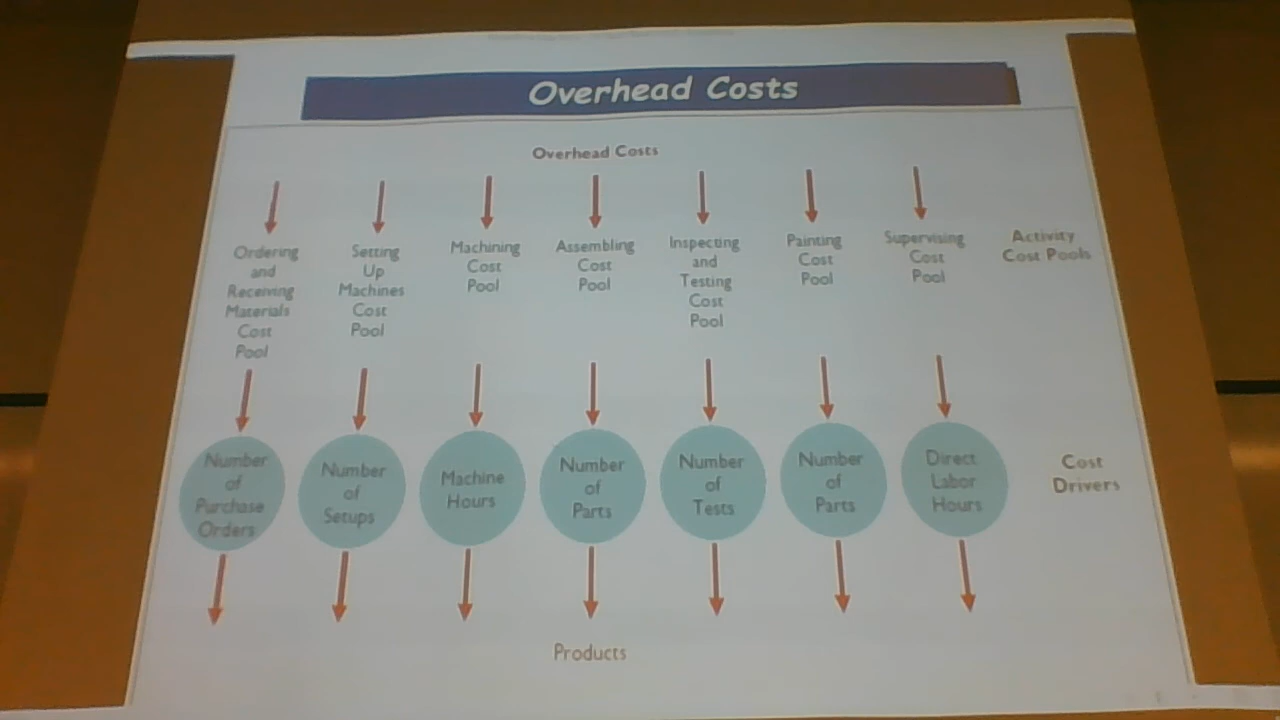 Overhead Costs
Overhead Costs
Ordering
and
Receiving
Materials
Cost
Pool
Setting
Up
Machines
Cost
Pool
Machining
Cost
Pool
Assembling
Cost
Pool
Inspecting
and
Testing
Cost
Pool
Painting
Cost
Pool
Supervising
Cost
Pool
Activity
Cost Pools
Number
of
Purchase
Orders
Number
of
Setups
Machine
Hours
Number
of
Parts
Number
of
Tests
Number
of
Parts
Direct
Labor
Hours
Cost
Drivers
Products